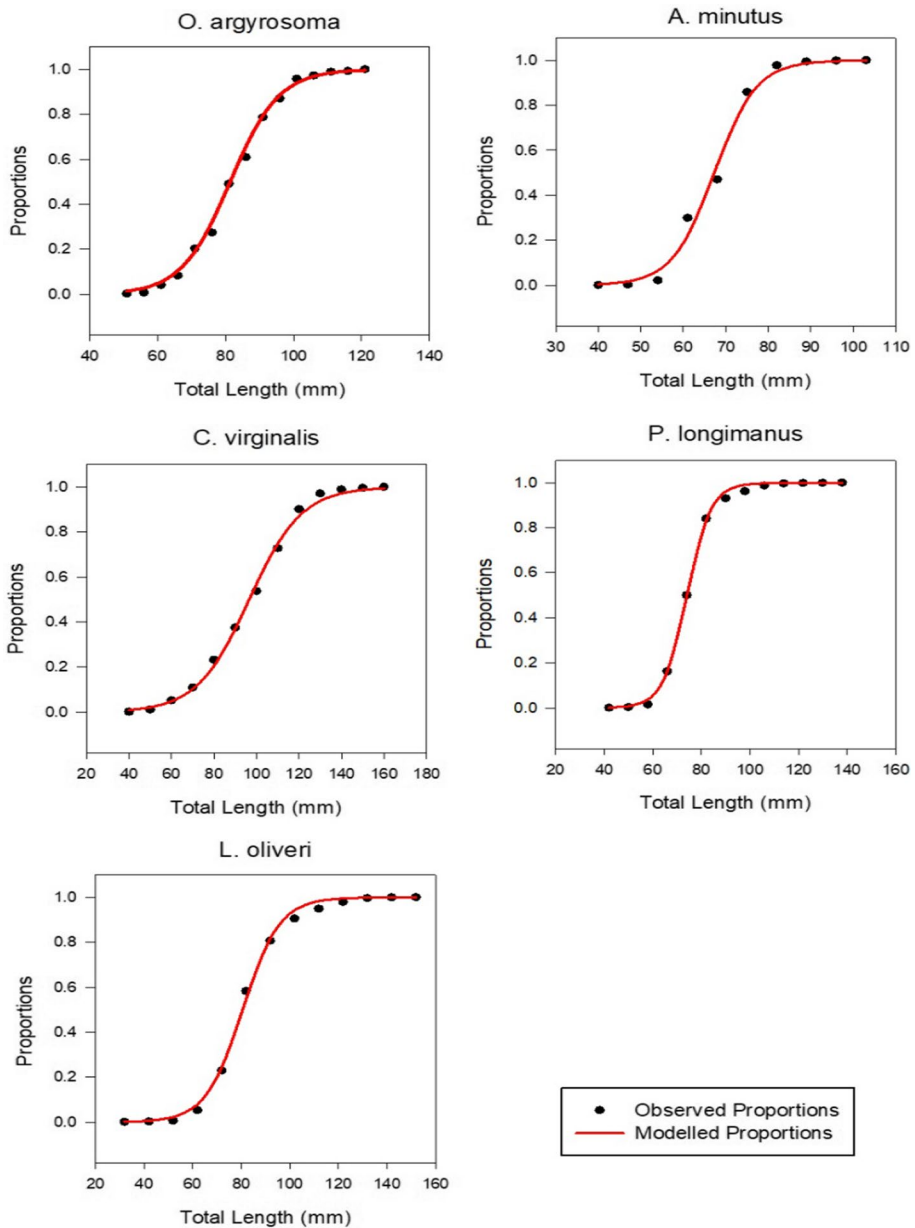 O. argyrosoma
Proportions
1.0
0.8
0.6
0.4
0.2
0.0
40 60 80 100 120 140
Total Length (mm)
A. minutus
Proportions
1.0
0.8
0.6
0.4
0.2
0.0
30 40 50 60 70 80 90 100 110
Total Length (mm)
C. virginalis
Proportions
1.0
0.8
0.6
0.4
0.2
0.0
20 40 60 80 100 120 140 160 180
Total Length (mm)
P. longimanus
Proportions
1.0
0.8
0.6
0.4
0.2
0.0
20 40 60 80 100 120 140 160
Total Length (mm)
L. oliveri
Proportions
1.0
0.8
0.6
0.4
0.2
0.0
20 40 60 80 100 120 140 160
Total Length (mm)
Observed Proportions
Modelled Proportions